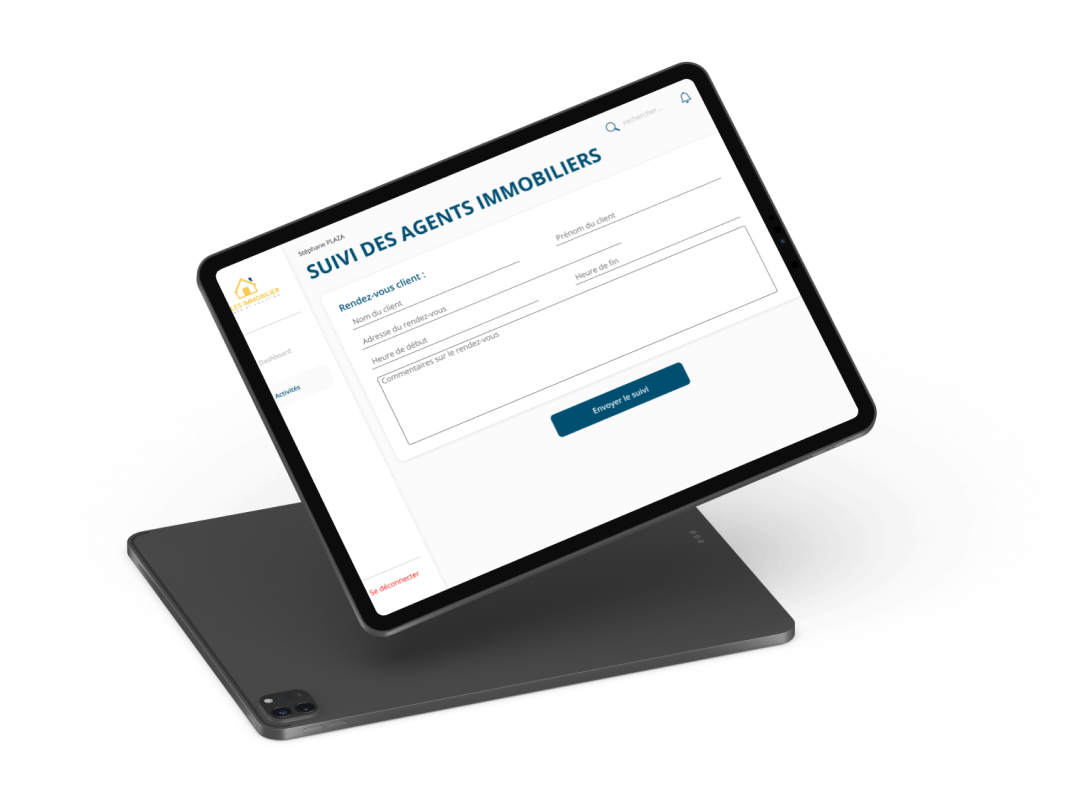 rechercher...
Stéphane PLAZA
SUIVI DES AGENTS IMMOBILIERS
ES IMMOBILIER
Dashboard
Activités
Se déconnecter
Rendez-vous client :
Nom du client
Prénom du client
Adresse du rendez-vous
Heure de début
Heure de fin
Commentaires sur le rendez-vous
Envoyer le suivi